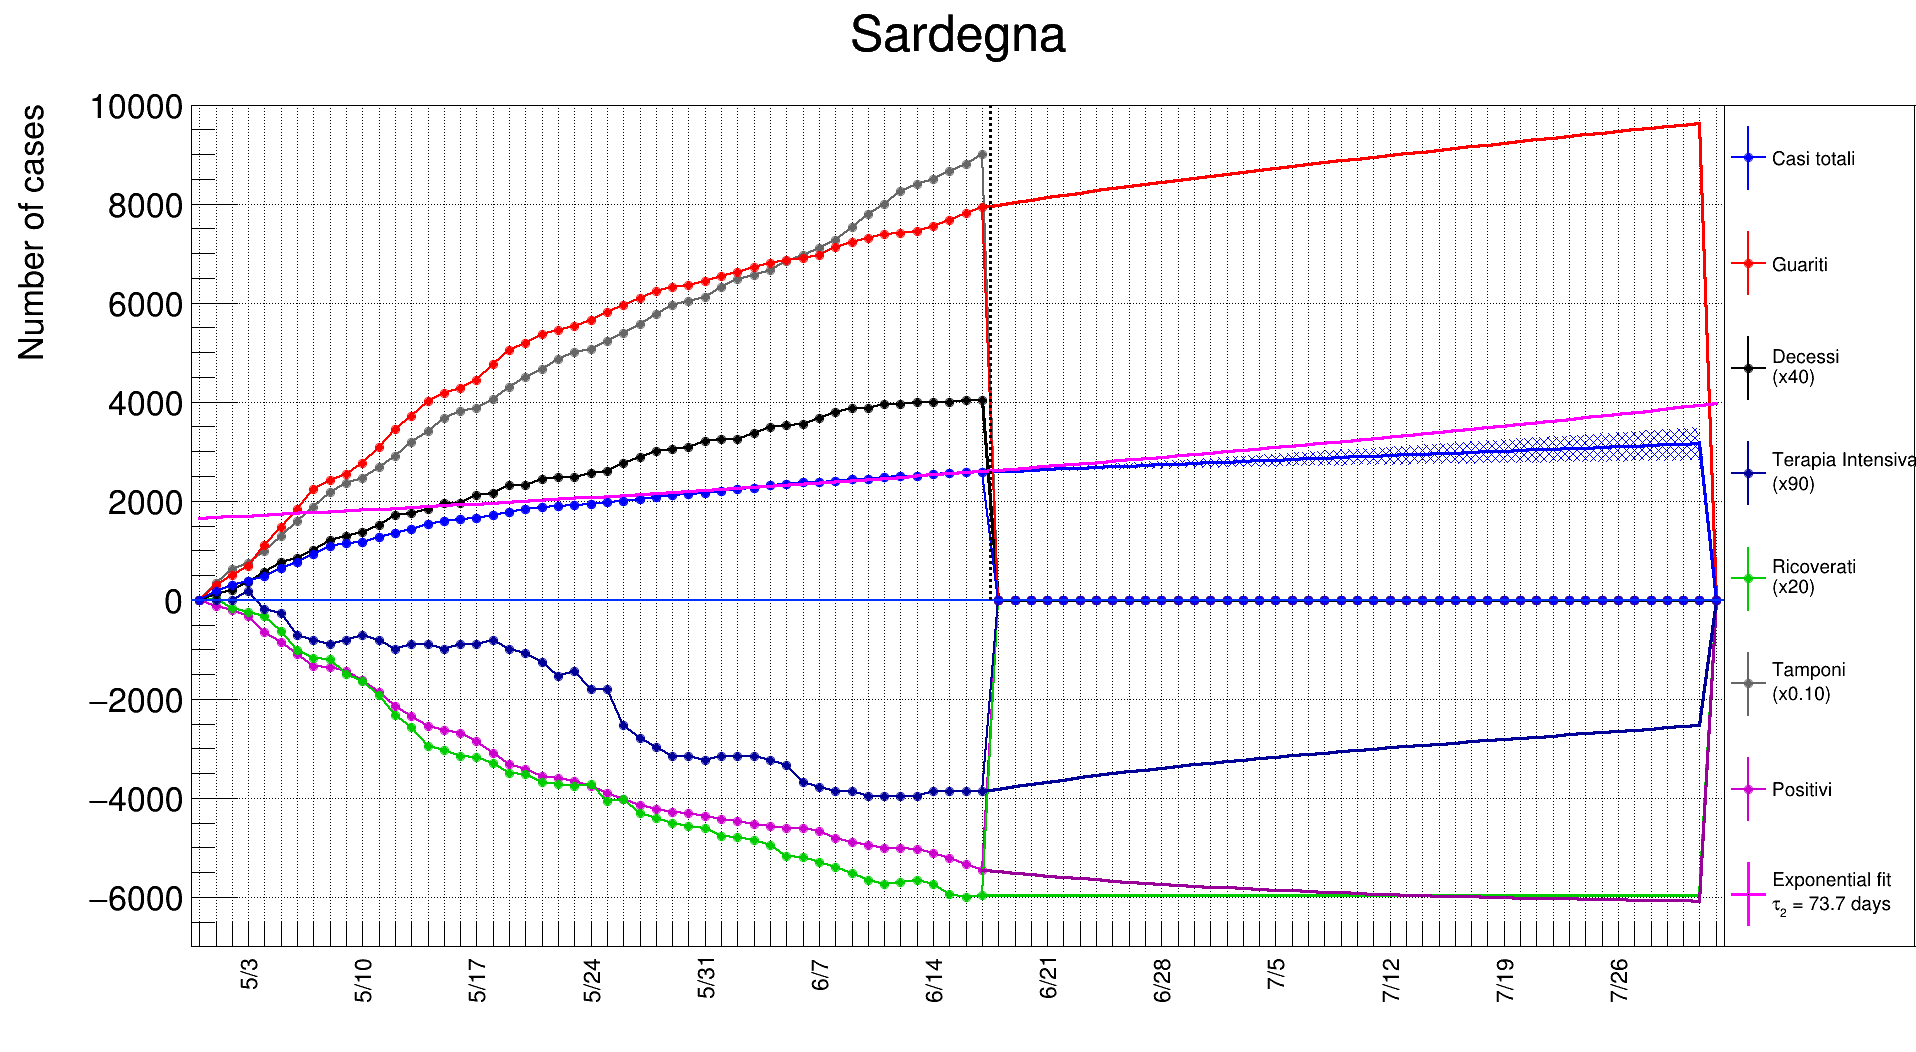 Sardegna
Number of cases
10000
8000
6000
4000
2000
0
−2000
−4000
−6000
5/3
5/10
5/17
5/24
5/31
6/7
6/14
6/21
6/28
7/5
7/12
7/19
7/26
Casi totali
Guariti
Decessi
(x40)
Terapia Intensiva
(x90)
Ricoverati
(x20)
Tamponi
(x0.10)
Positivi
Exponential fit
τ2 = 73.7 days